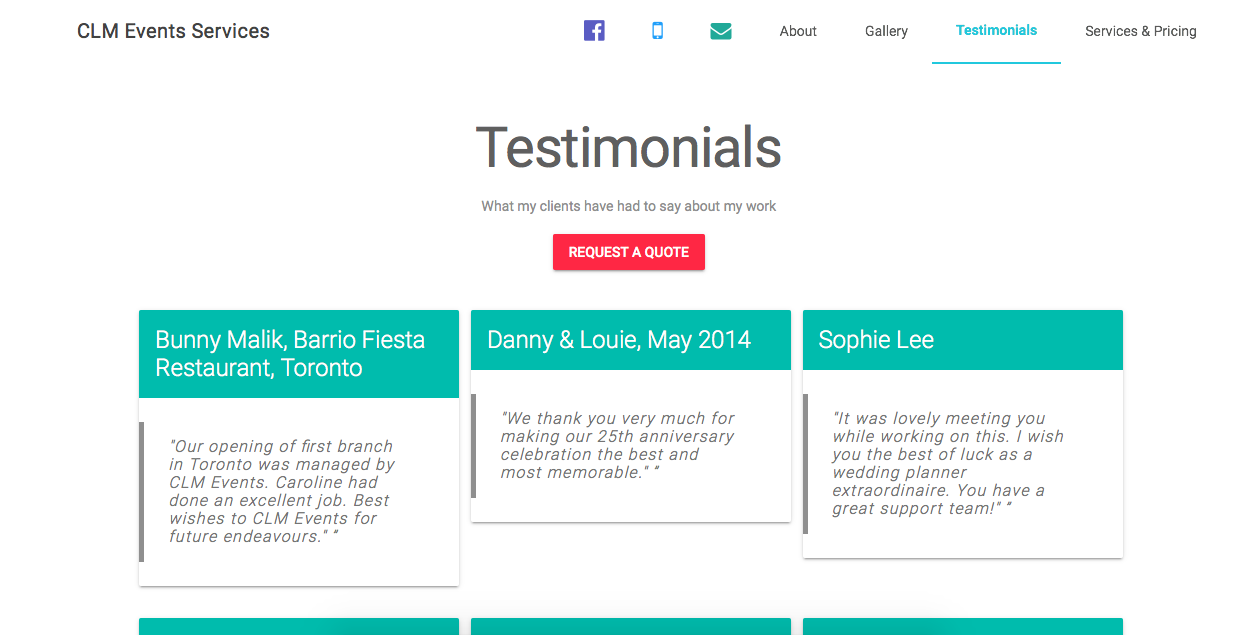 CLM Events Services
About
Gallery
Testimonials
Services & Pricing
Testimonials
What my clients have had to say about my work
REQUEST A QUOTE
Bunny Malik, Barrio Fiesta
Restaurant, Toronto
"Our opening of first branch
in Toronto was managed by
CLM Events. Caroline had
done an excellent job. Best
wishes to CLM Events for
future endeavours." "
Danny & Louie, May 2014
"We thank you very much for
making our 25th anniversary
celebration the best and
most memorable." "
Sophie Lee
"It was lovely meeting you
while working on this. I wish
you the best of luck as a
wedding planner
extraordinaire. You have a
great support team!" "